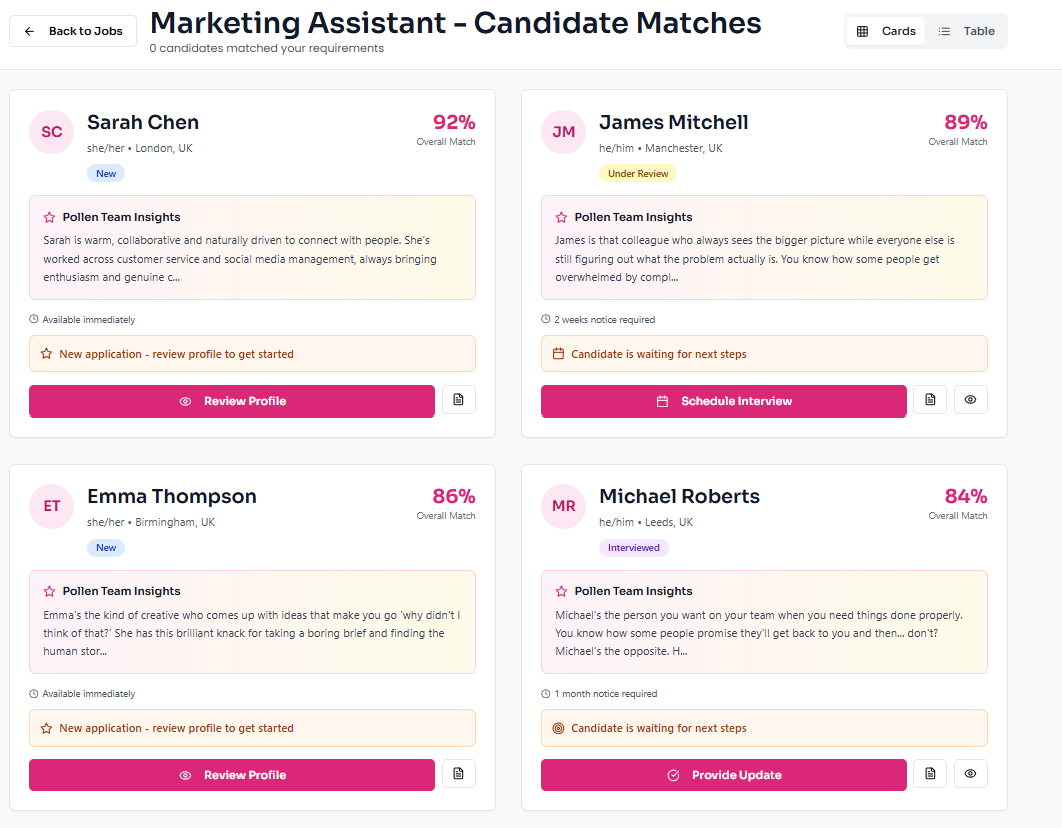 Back to Jobs
Marketing Assistant - Candidate Matches
0 candidates matched your requirements
Cards
Table
SC
Sarah Chen
she/her • London, UK
New
92%
Overall Match
Pollen Team Insights
Sarah is warm, collaborative and naturally driven to connect with people. She's
worked across customer service and social media management, always bringing
enthusiasm and genuine c...
Available immediately
New application - review profile to get started
Review Profile
JM
James Mitchell
he/him • Manchester, UK
Under Review
89%
Overall Match
Pollen Team Insights
James is that colleague who always sees the bigger picture while everyone else is
still figuring out what the problem actually is. You know how some people get
overwhelmed by compl...
2 weeks notice required
Candidate is waiting for next steps
Schedule Interview
ET
Emma Thompson
she/her • Birmingham, UK
New
86%
Overall Match
Pollen Team Insights
Emma's the kind of creative who comes up with ideas that make you go 'why didn't I
think of that?' She has this brilliant knack for taking a boring brief and finding the
human stor...
Available immediately
New application - review profile to get started
Review Profile
MR
Michael Roberts
he/him • Leeds, UK
Interviewed
84%
Overall Match
Pollen Team Insights
Michael's the person you want on your team when you need things done properly.
You know how some people promise they'll get back to you and then... don't?
Michael's the opposite. H...
1 month notice required
Candidate is waiting for next steps
Provide Update